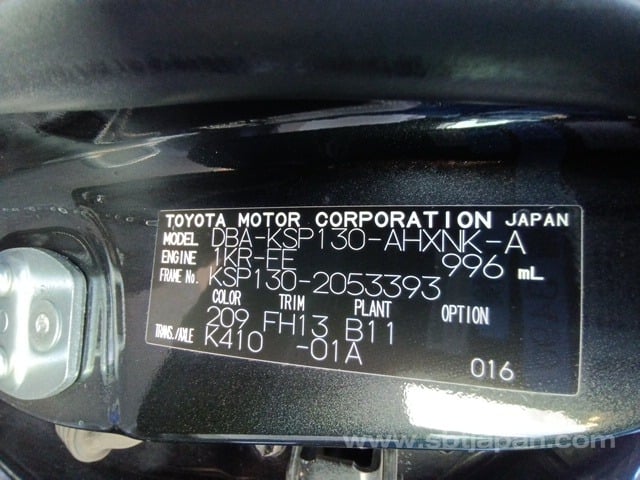 TOYOTA MOTOR CORPORATION JAPAN
MODEL DBA-KSP130-AHXNK-A
ENGINE 1KR-EE 996 mL
FRAME No. KSP130-2053393
COLOR TRIM PLANT OPTION
209 FH13 B11
TRANS./AXLE K410 -01A
016
www.sbtjapan.com